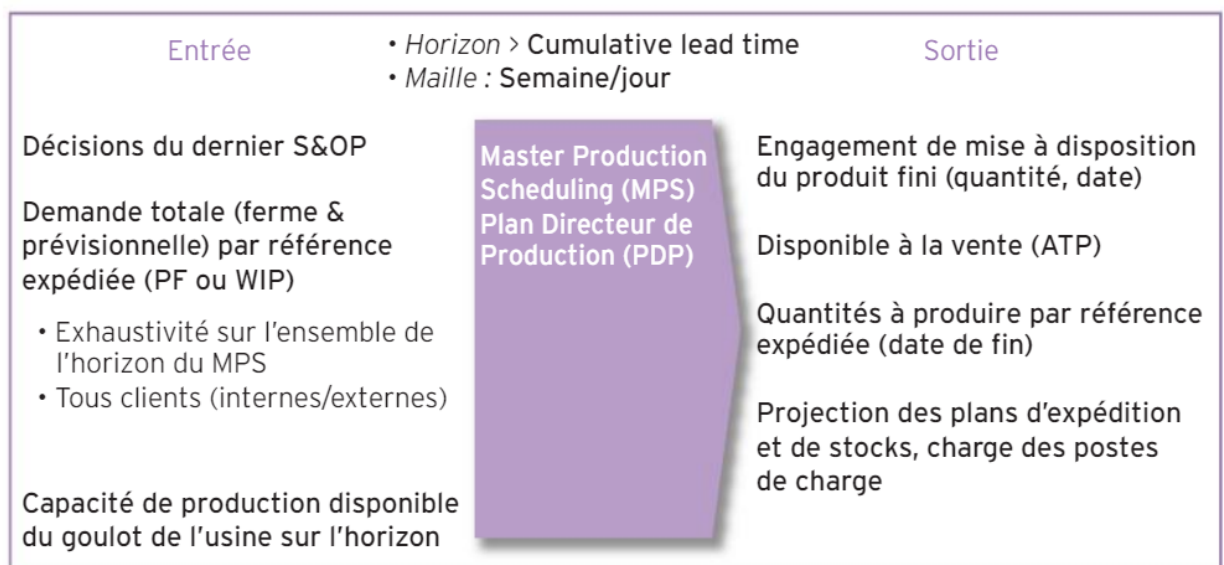 Entrée
• Horizon > Cumulative lead time
• Maille : Semaine/jour
Sortie
Décisions du dernier S&OP
Demande totale (ferme &
prévisionnelle) par référence
expédiée (PF ou WIP)
• Exhaustivité sur l'ensemble de
l'horizon du MPS
• Tous clients (internes/externes)
Capacité de production disponible
du goulot de l'usine sur l'horizon
Master Production
Scheduling (MPS)
Plan Directeur de
Production (PDP)
Engagement de mise à disposition
du produit fini (quantité, date)
Disponible à la vente (ATP)
Quantités à produire par référence
expédiée (date de fin)
Projection des plans d'expédition
et de stocks, charge des postes
de charge